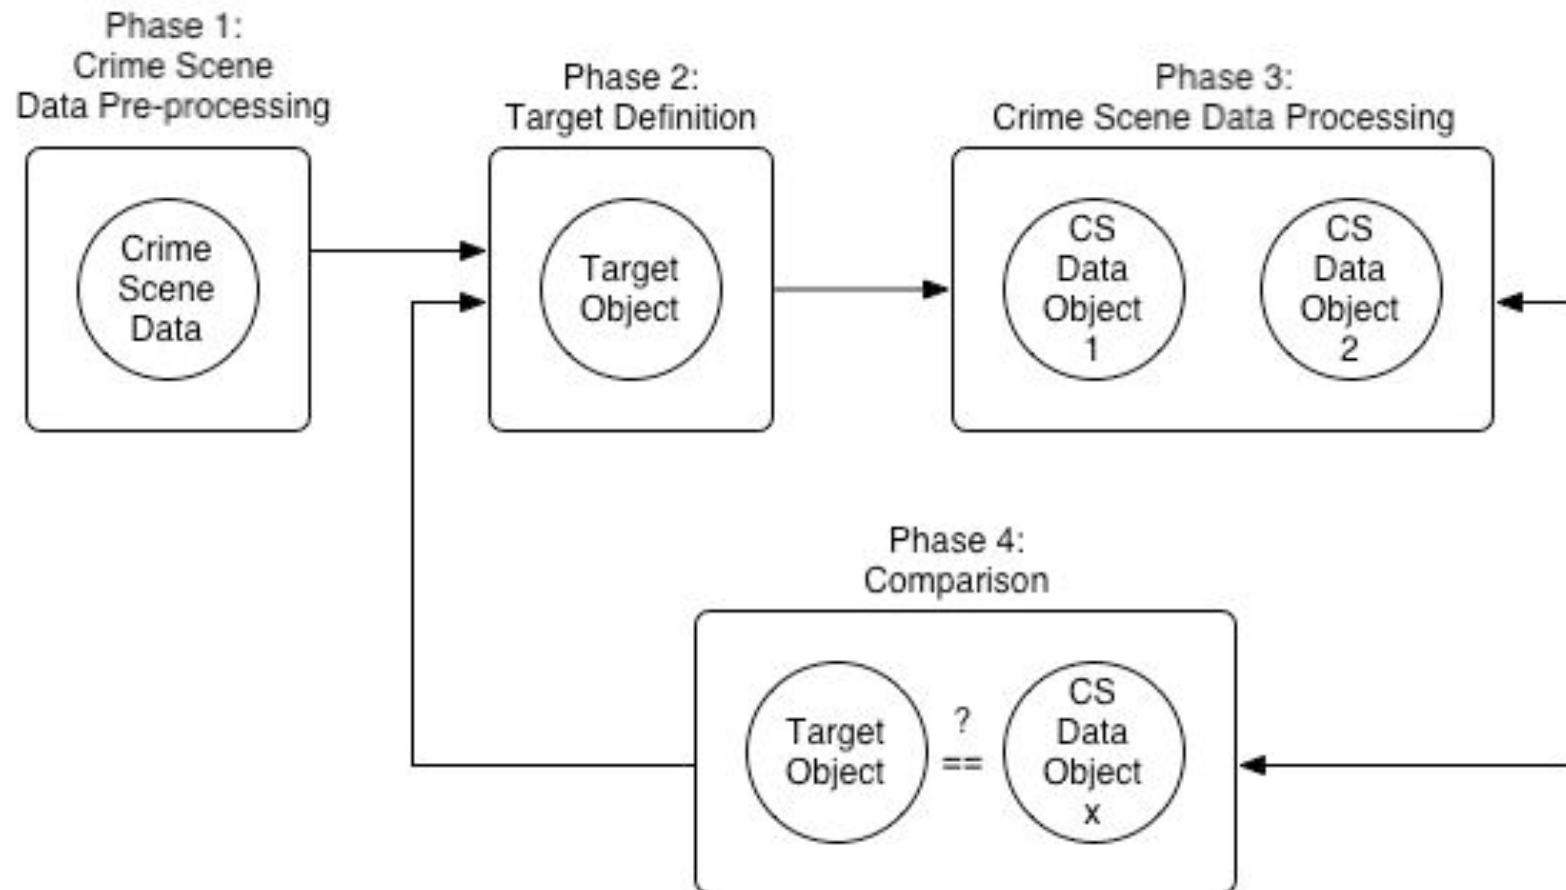 Phase 1:
Crime Scene
Data Pre-processing
Crime
Scene
Data
Phase 2:
Target Definition
Target
Object
Phase 3:
Crime Scene Data Processing
CS
Data
Object
1
CS
Data
Object
2
Phase 4:
Comparison
Target
Object
?
==
CS
Data
Object
x